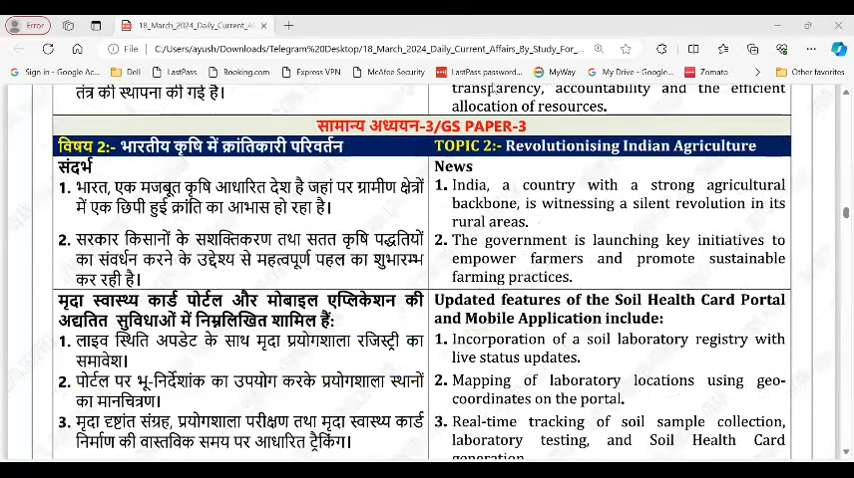 Error
18_March_2024_Daily_Current_A
File
C:/Users/ayush/Downloads/Telegram%20Desktop/18_March_2024_Daily_Current_Affairs_By_Study_For_...
Sign in - Google Ac...
Dell
LastPass
Booking.com
Express VPN
McAfee Security
LastPass password...
MyWay
My Drive - Google...
Zomato
Other favorites
तंत्र की स्थापना की गई है।
transparency, accountability and the efficient
allocation of resources.
सामान्य अध्ययन-3/GS PAPER-3
विषय 2:- भारतीय कृषि में क्रांतिकारी परिवर्तन
TOPIC 2:- Revolutionising Indian Agriculture
संदर्भ
1. भारत, एक मजबूत कृषि आधारित देश है जहां पर ग्रामीण क्षेत्रों
में एक छिपी हुई क्रांति का आभास हो रहा है।
2. सरकार किसानों के सशक्तिकरण तथा सतत कृषि पद्धतियों
का संवर्धन करने के उद्देश्य से महत्वपूर्ण पहल का शुभारम्भ
कर रही है।
News
1. India, a country with a strong agricultural
backbone, is witnessing a silent revolution in its
rural areas.
2. The government is launching key initiatives to
empower farmers and promote sustainable
farming practices.
मृदा स्वास्थ्य कार्ड पोर्टल और मोबाइल एप्लिकेशन की
अद्यतित सुविधाओं में निम्नलिखित शामिल हैं:
1. लाइव स्थिति अपडेट के साथ मृदा प्रयोगशाला रजिस्ट्री का
समावेश।
2. पोर्टल पर भू-निर्देशांक का उपयोग करके प्रयोगशाला स्थानों
का मानचित्रण।
3. मृदा दृष्टांत संग्रह, प्रयोगशाला परीक्षण तथा मृदा स्वास्थ्य कार्ड
निर्माण की वास्तविक समय पर आधारित ट्रैकिंग।
Updated features of the Soil Health Card Portal
and Mobile Application include:
1. Incorporation of a soil laboratory registry with
live status updates.
2. Mapping of laboratory locations using geo-
coordinates on the portal.
3. Real-time tracking of soil sample collection,
laboratory testing, and Soil Health Card
generation.